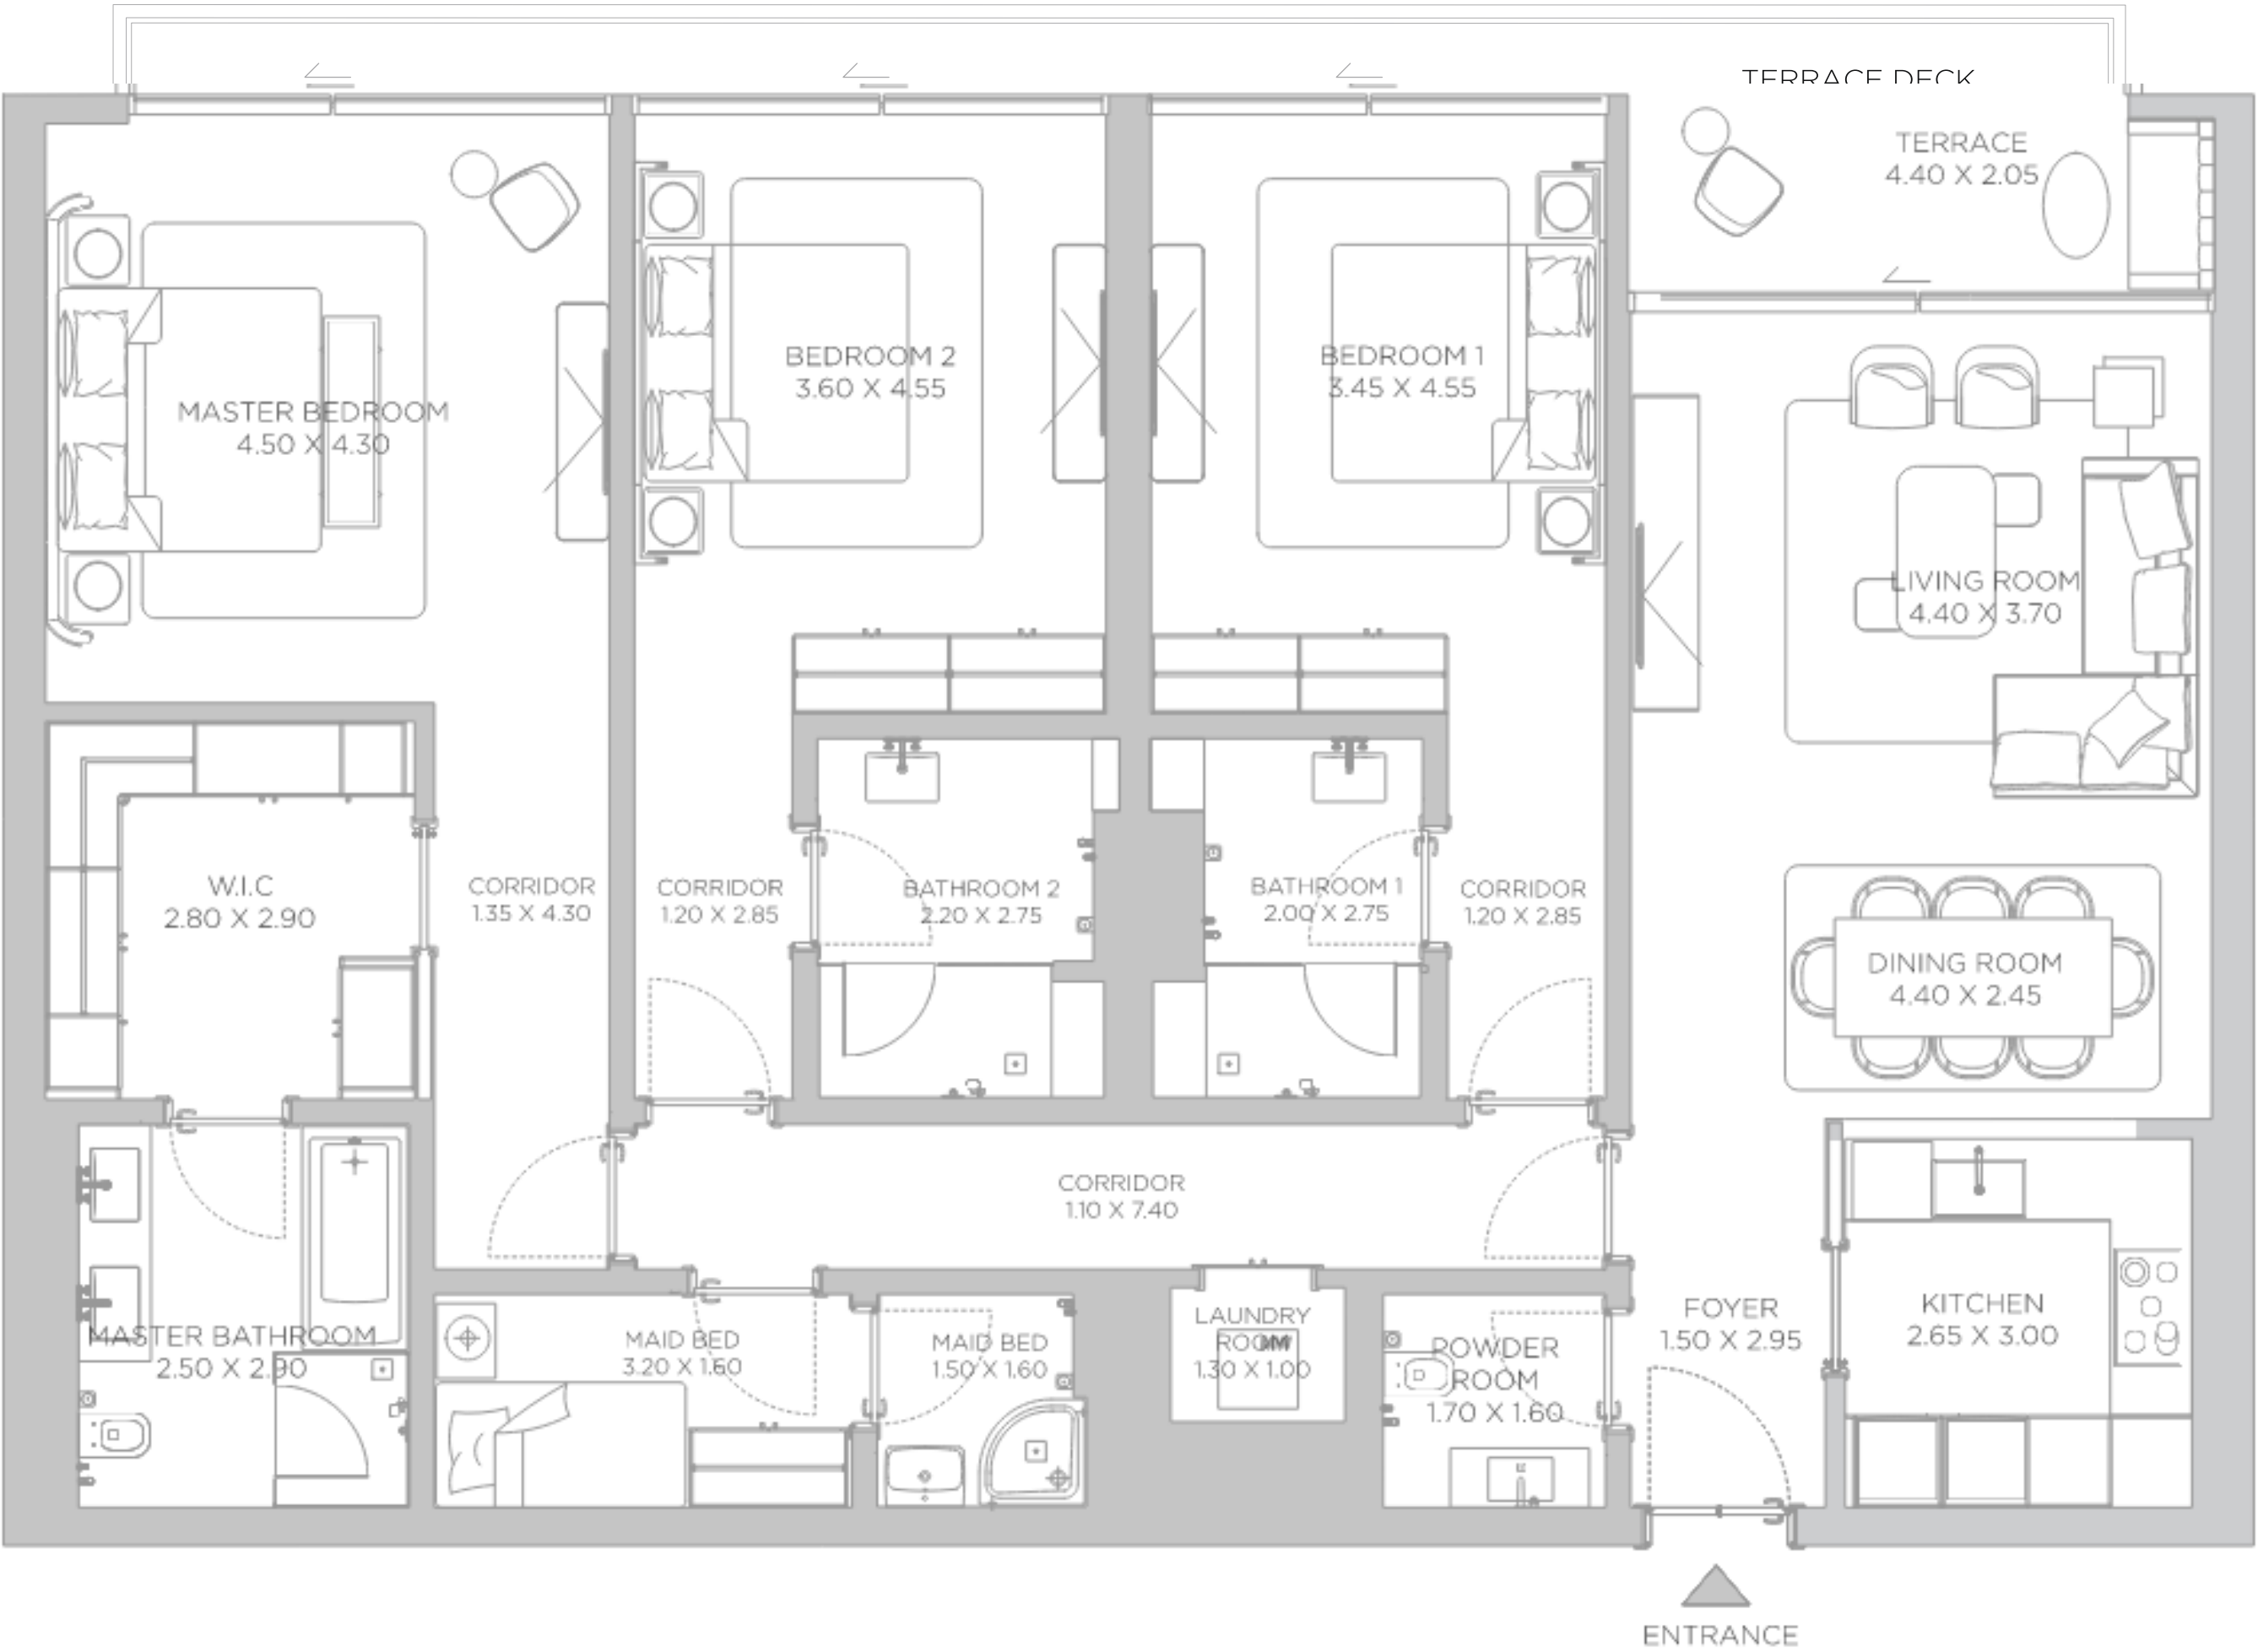 TERRACE DECK
TERRACE
4.40 X 2.05
BEDROOM 2
3.60 X 4.55
BEDROOM 1
3.45 X 4.55
MASTER BEDROOM
4.50 X 4.30
LIVING ROOM
4.40 X 3.70
W.I.C
2.80 X 2.90
CORRIDOR
1.35 X 4.30
CORRIDOR
1.20 X 2.85
BATHROOM 2
2.20 X 2.75
BATHROOM 1
2.00 X 2.75
CORRIDOR
1.20 X 2.85
DINING ROOM
4.40 X 2.45
CORRIDOR
1.10 X 7.40
MASTER BATHROOM
2.50 X 2.90
MAID BED
3.20 X 1.60
MAID BED
1.50 X 1.60
LAUNDRY
ROOM
1.30 X 1.00
POWDER
ROOM
1.70 X 1.60
FOYER
1.50 X 2.95
KITCHEN
2.65 X 3.00
ENTRANCE